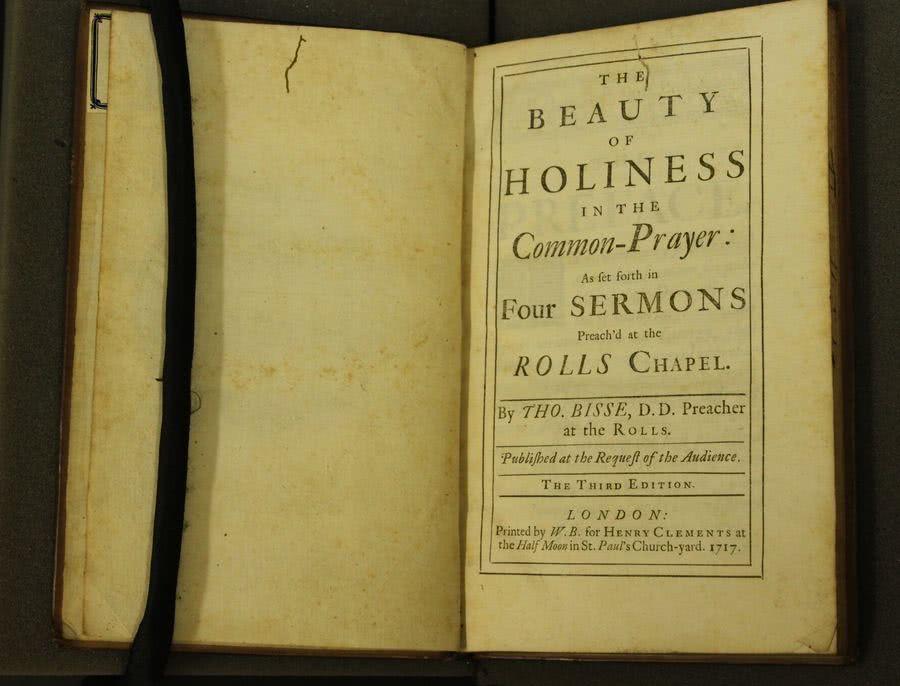 THE
BEAUTY
OF
HOLINESS
IN THE
Common-Prayer:
As ſet forth in
Four SERMONS
Preach'd at the
ROLLS CHAPEL.
By THO. BISSE, D.D. Preacher
at the ROLLS.
Publiſhed at the Requeſt of the Audience.
THE THIRD EDITION.
LONDON:
Printed by W.B. for HENRY CLEMENTS at
the Half Moon in St. Paul's Church-yard. 1717.